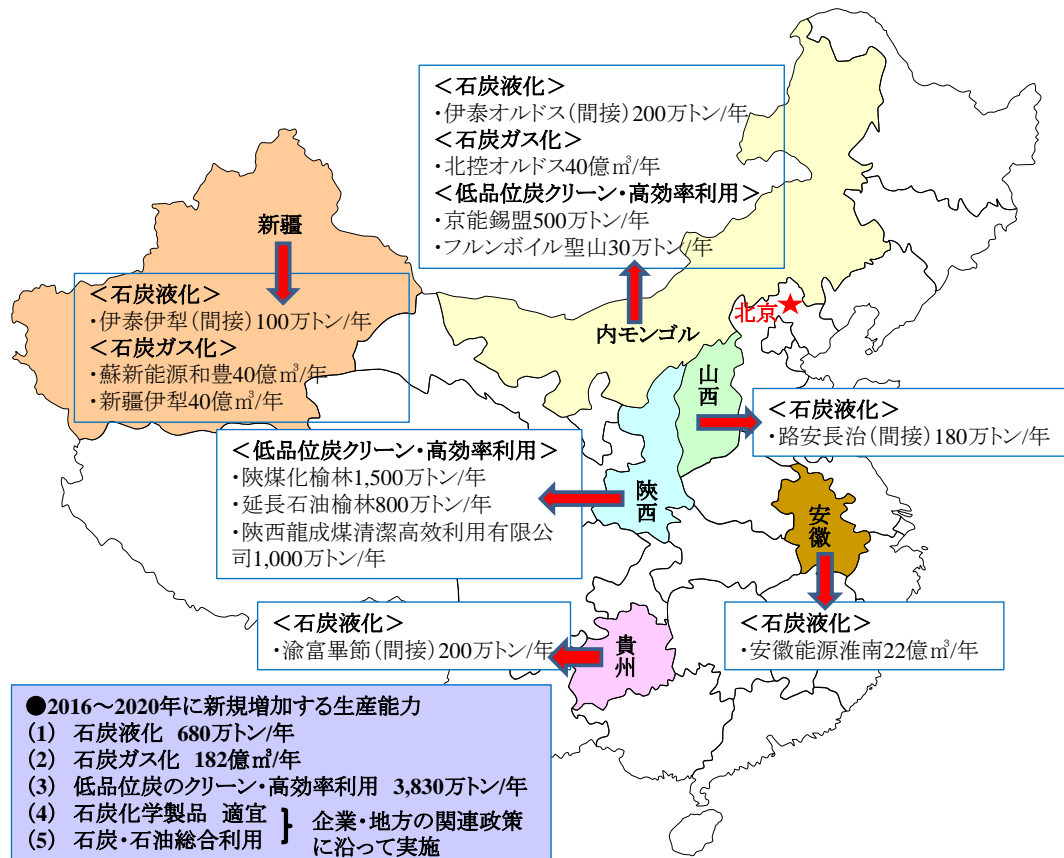 <石炭液化>
・伊泰オルドス(間接)200万トン/年
<石炭ガス化>
・北控オルドス40億㎥/年
<低品位炭クリーン・高効率利用>
・京能錫盟500万トン/年
・フルンボイル聖山30万トン/年
新疆
<石炭液化>
・伊泰伊犁(間接)100万トン/年
<石炭ガス化>
・蘇新能源和豊40億㎥/年
・新疆伊犁40億㎥/年
北京
内モンゴル
山西
<石炭液化>
・路安長治(間接)180万トン/年
<低品位炭クリーン・高効率利用>
・陝煤化榆林1,500万トン/年
・延長石油榆林800万トン/年
・陝西龍成煤清潔高效利用有限公
司1,000万トン/年
陝西
安徽
<石炭液化>
・安徽能源淮南22億㎥/年
<石炭液化>
・渝富畢節(間接)200万トン/年
貴州
●2016~2020年に新規増加する生産能力
(1) 石炭液化 680万トン/年
(2) 石炭ガス化 182億㎥/年
(3) 低品位炭のクリーン・高効率利用 3,830万トン/年
(4) 石炭化学製品 適宜
(5) 石炭・石油総合利用
企業・地方の関連政策
に沿って実施